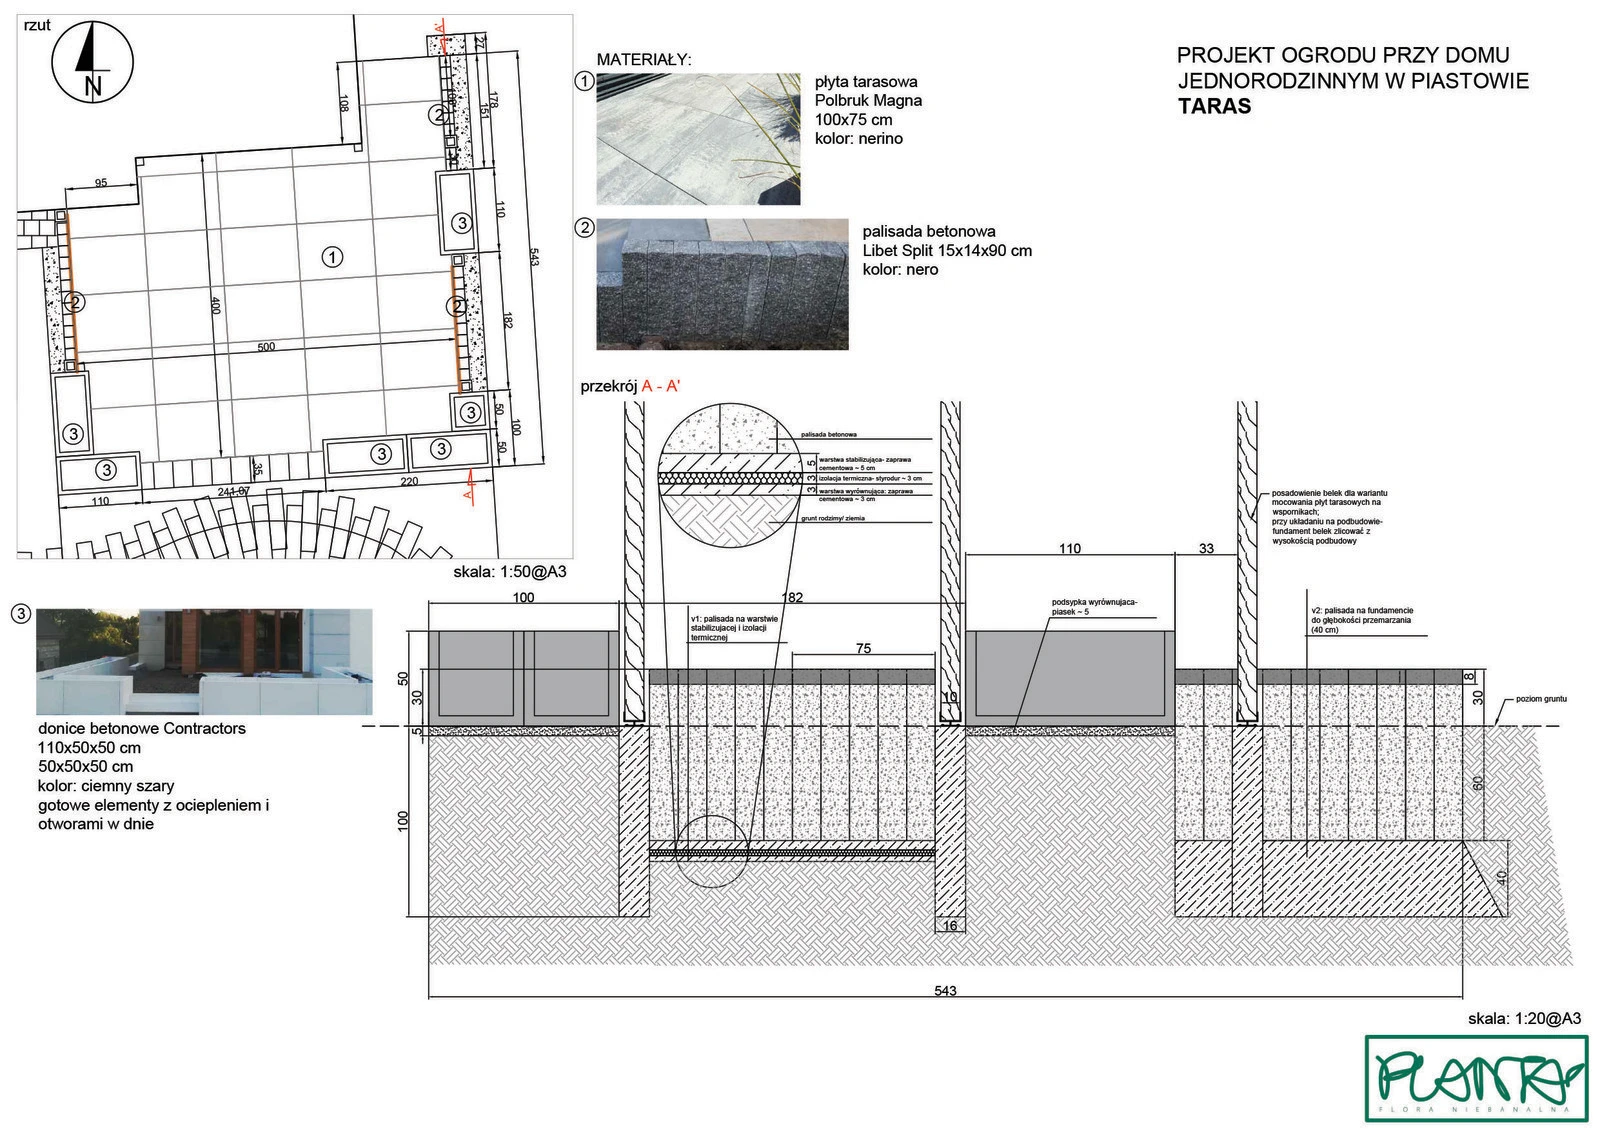 rzut
N
A'
27
178
151
108
108
2
30
95
3
110
1
543
400
2
2
182
500
3
50
100
3
3
3
3
50
35
110
241,07
220
A
skala: 1:50@A3
MATERIAŁY:
1
płyta tarasowa
Polbruk Magna
100x75 cm
kolor: nerino
2
palisada betonowa
Libet Split 15x14x90 cm
kolor: nero
PROJEKT OGRODU PRZY DOMU
JEDNORODZINNYM W PIASTOWIE
TARAS
3
donice betonowe Contractors
110x50x50 cm
50x50x50 cm
kolor: ciemny szary
gotowe elementy z ociepleniem i
otworami w dnie
przekrój A - A'
palisada betonowa
5
warstwa stabilizująca- zaprawa
cementowa ~ 5 cm
3
izolacja termiczna- styrodur ~ 3 cm
3
warstwa wyrównująca: zaprawa
cementowa ~ 3 cm
grunt rodzimy/ ziemia
posadowienie belek dla wariantu
mocowania płyt tarasowych na
wspornikach;
przy układaniu na podbudowie-
fundament belek zlicować z
wysokością podbudowy
110
33
100
182
podsypka wyrównujaca-
piasek ~ 5
v1: palisada na warstwie
stabilizujacej i izolacji
termicznej
v2: palisada na fundamencie
do głębokości przemarzania
(40 cm)
75
50
30
5
10
8
30
poziom gruntu
60
100
40
16
543
skala: 1:20@A3
PLANTA
FLORA NIEBANALNA